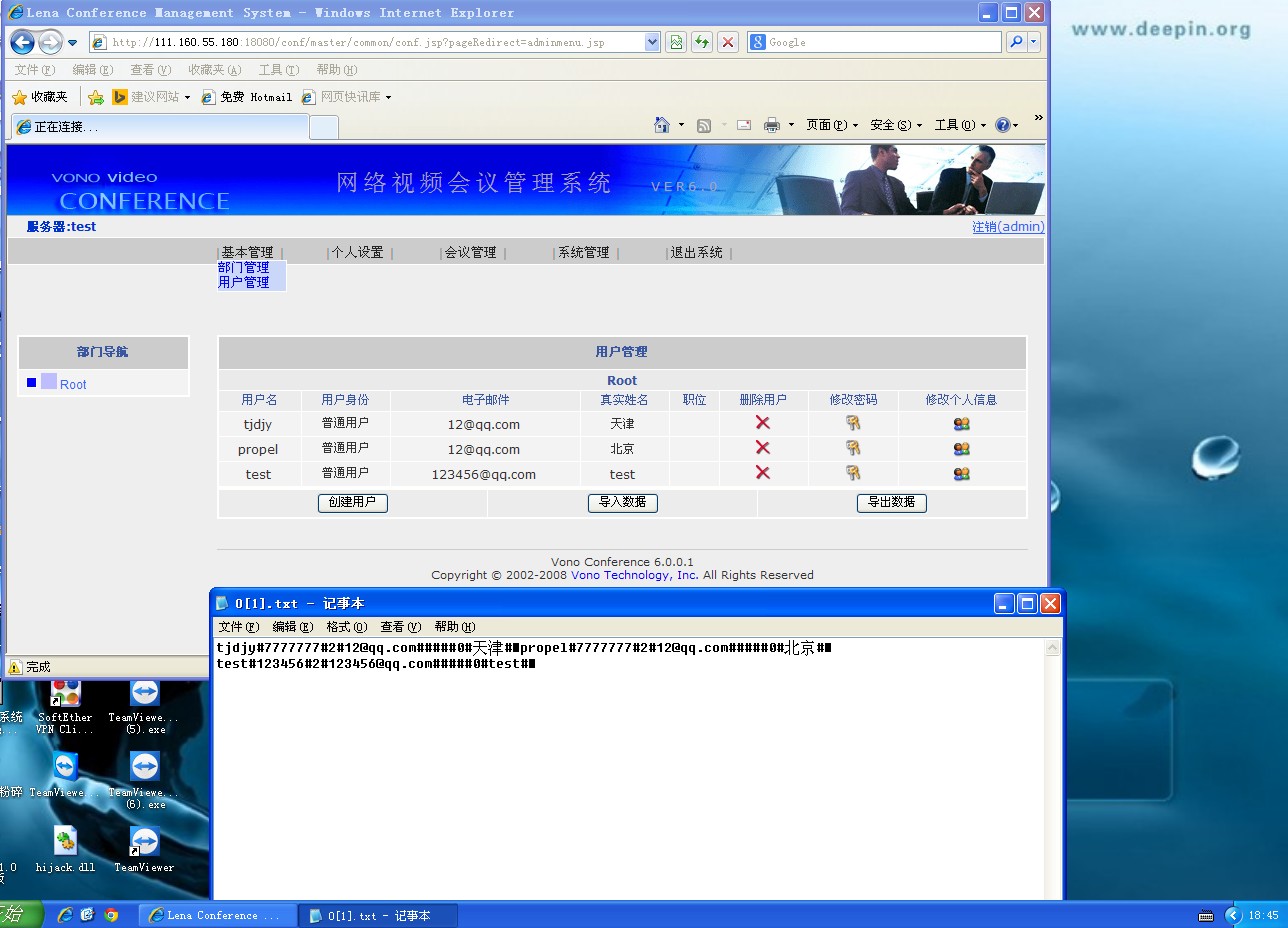 Lena Conference Management System - Windows Internet Explorer
www.deepin.org
http://111.160.55.180:18080/conf/master/common/conf.jsp?pageRedirect=adminmenu.jsp
Google
文件(F) 编辑(E) 查看(V) 收藏夹(A) 工具(T) 帮助(H)
收藏夹 建议网站 免费 Hotmail 网页快讯库
正在连接... 页面(P) 安全(S) 工具(O)
VONO video
CONFERENCE
网络视频会议管理系统 VER6.0
服务器:test 注销(admin)
|基本管理 | |个人设置 | |会议管理 | |系统管理 | |退出系统 |
部门管理
用户管理
部门导航
Root
用户管理
Root
用户名 用户身份 电子邮件 真实姓名 职位 删除用户 修改密码 修改个人信息
tjdjy 普通用户 12@qq.com 天津
propel 普通用户 12@qq.com 北京
test 普通用户 123456@qq.com test
创建用户 导入数据 导出数据
Vono Conference 6.0.0.1
Copyright © 2002-2008 Vono Technology, Inc. All Rights Reserved
完成
0[1].txt - 记事本
文件(F) 编辑(E) 格式(O) 查看(V) 帮助(H)
tjdjy#7777777#2#12@qq.com#####0#天津#■propel#7777777#2#12@qq.com#####0#北京#■
test#123456#2#123456@qq.com#####0#test#■
系统
SoftEther
VPN Cli...
TeamViewe...
(5).exe
粉碎
TeamViewe...
TeamViewe...
(6).exe
1.0
hijack.dll
TeamViewer
开始
Lena Conference ...
0[1].txt - 记事本
18:45